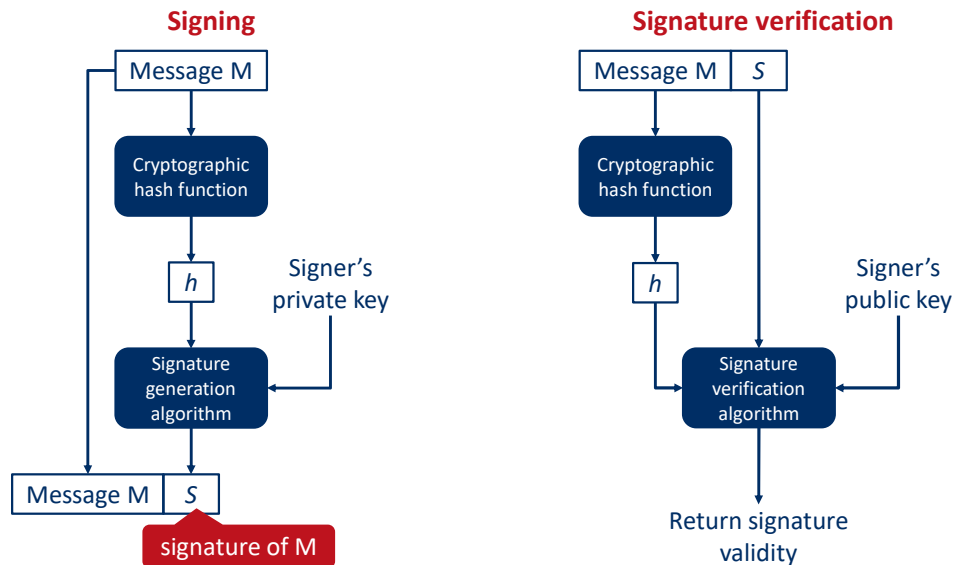 Signing
Message M
Cryptographic
hash function
h
Signer's
private key
Signature
generation
algorithm
Message M
S
signature of M
Signature verification
Message M
S
Cryptographic
hash function
h
Signer's
public key
Signature
verification
algorithm
Return signature
validity